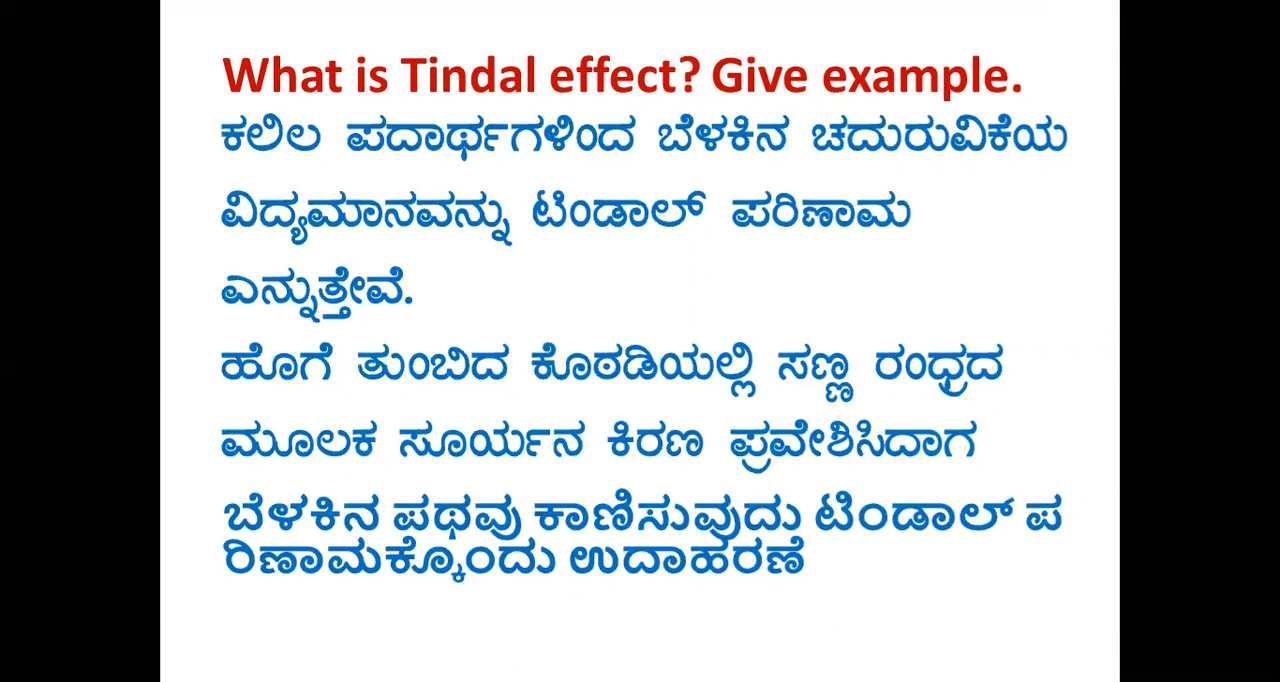 What is Tindal effect? Give example.
ಕಲಿಲ ಪದಾರ್ಥಗಳಿಂದ ಬೆಳಕಿನ ಚದುರುವಿಕೆಯ
ವಿದ್ಯಮಾನವನ್ನು ಟಿಂಡಾಲ್ ಪರಿಣಾಮ
ಎನ್ನುತ್ತೇವೆ.
ಹೊಗೆ ತುಂಬಿದ ಕೊಠಡಿಯಲ್ಲಿ ಸಣ್ಣ ರಂಧ್ರದ
ಮೂಲಕ ಸೂರ್ಯನ ಕಿರಣ ಪ್ರವೇಶಿಸಿದಾಗ
ಬೆಳಕಿನ ಪಥವು ಕಾಣಿಸುವುದು ಟಿಂಡಾಲ್ ಪ
ರಿಣಾಮಕ್ಕೊಂದು ಉದಾಹರಣೆ